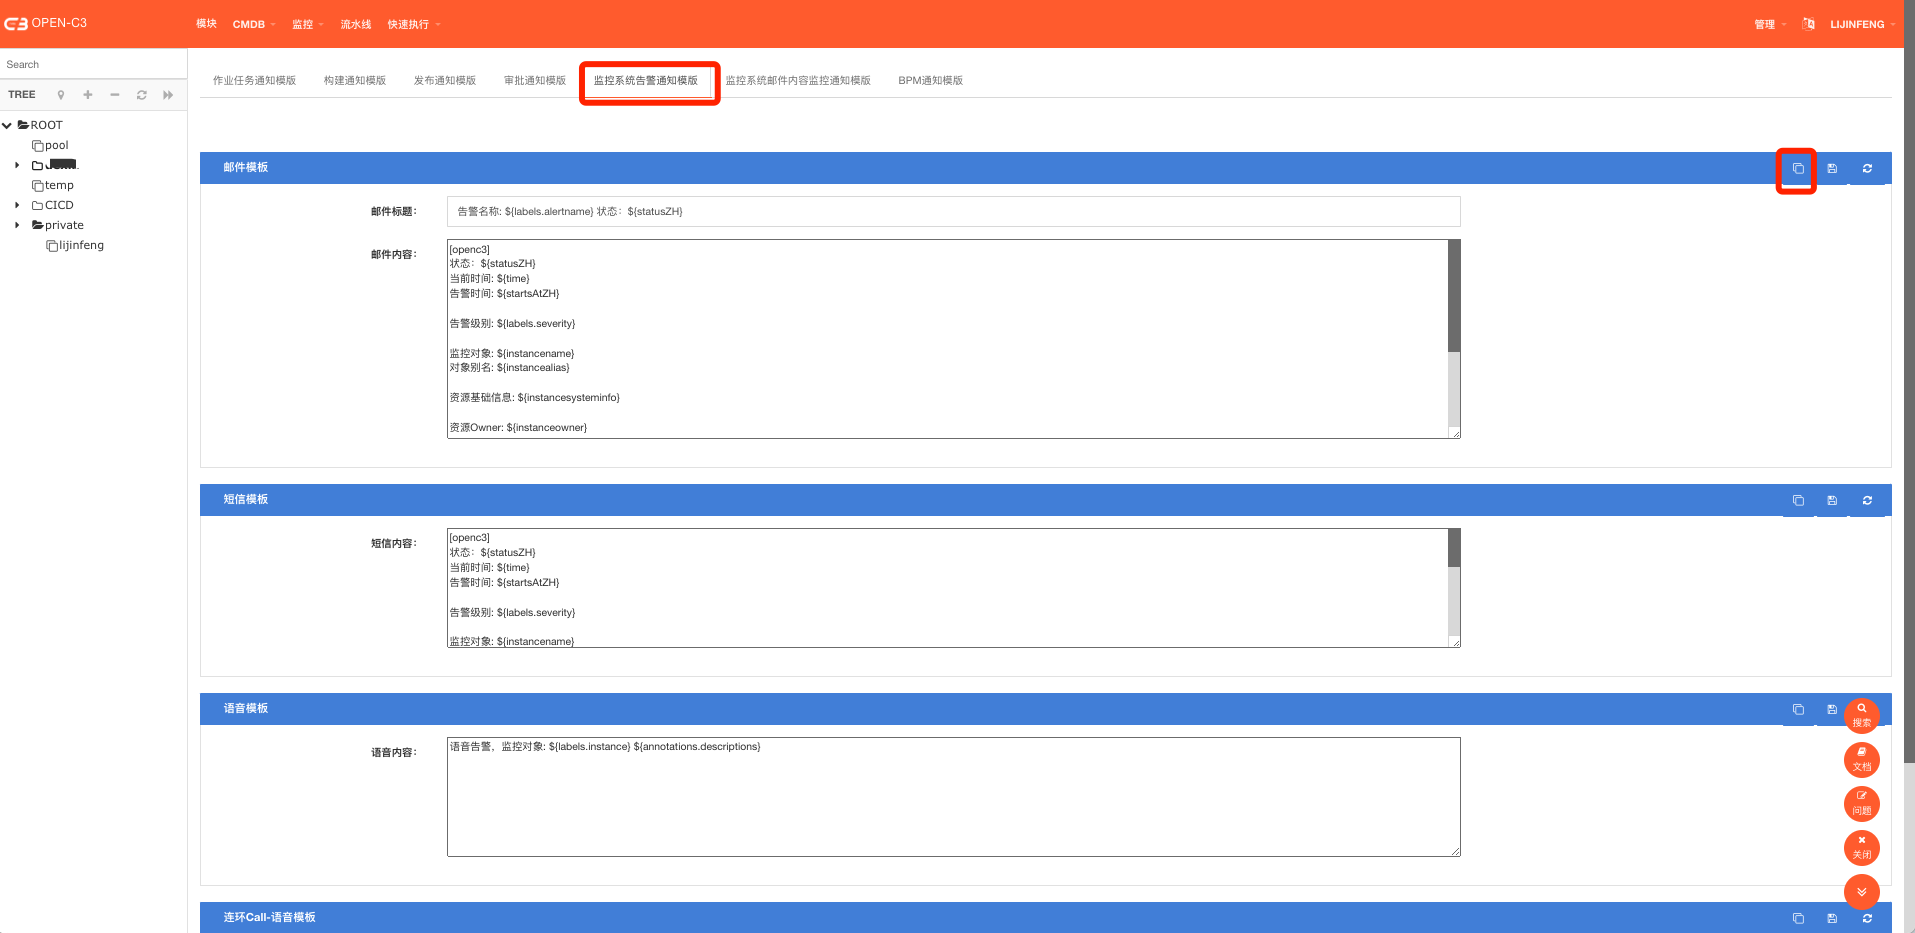 OPEN-C3
模块
CMDB
监控
流水线
快速执行
管理
LIJINFENG
Search
TREE
ROOT
pool
temp
CICD
private
lijinfeng
作业任务通知模版
构建通知模版
发布通知模版
审批通知模版
监控系统告警通知模版
监控系统邮件内容监控通知模版
BPM通知模版
邮件模板
邮件标题：
告警名称: ${labels.alertname} 状态：${statusZH}
邮件内容：
[openc3]
状态：${statusZH}
当前时间: ${time}
告警时间: ${startsAtZH}
告警级别: ${labels.severity}
监控对象: ${instancename}
对象别名: ${instancealias}
资源基础信息: ${instancesysteminfo}
资源Owner: ${instanceowner}
短信模板
短信内容：
[openc3]
状态：${statusZH}
当前时间: ${time}
告警时间: ${startsAtZH}
告警级别: ${labels.severity}
监控对象: ${instancename}
语音模板
语音内容：
语音告警，监控对象: ${labels.instance} ${annotations.descriptions}
搜索
文档
问题
关闭
连环Call-语音模板